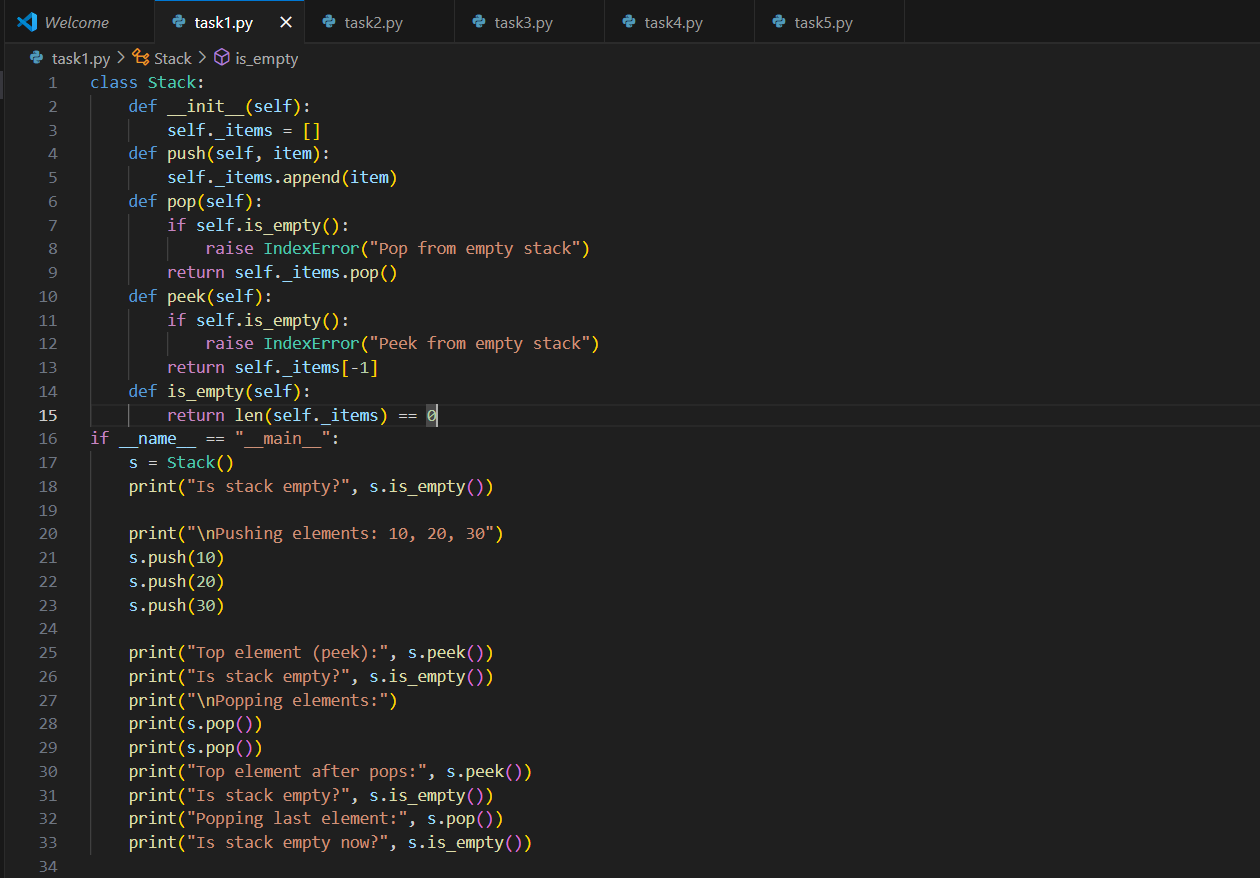 Welcome task1.py task2.py task3.py task4.py task5.py
task1.py > Stack > is_empty
1 class Stack:
2     def __init__(self):
3         self._items = []
4     def push(self, item):
5         self._items.append(item)
6     def pop(self):
7         if self.is_empty():
8             raise IndexError("Pop from empty stack")
9         return self._items.pop()
10     def peek(self):
11         if self.is_empty():
12             raise IndexError("Peek from empty stack")
13         return self._items[-1]
14     def is_empty(self):
15         return len(self._items) == 0
16 if __name__ == "__main__":
17     s = Stack()
18     print("Is stack empty?", s.is_empty())
19
20     print("\nPushing elements: 10, 20, 30")
21     s.push(10)
22     s.push(20)
23     s.push(30)
24
25     print("Top element (peek):", s.peek())
26     print("Is stack empty?", s.is_empty())
27     print("\nPopping elements:")
28     print(s.pop())
29     print(s.pop())
30     print("Top element after pops:", s.peek())
31     print("Is stack empty?", s.is_empty())
32     print("Popping last element:", s.pop())
33     print("Is stack empty now?", s.is_empty())
34